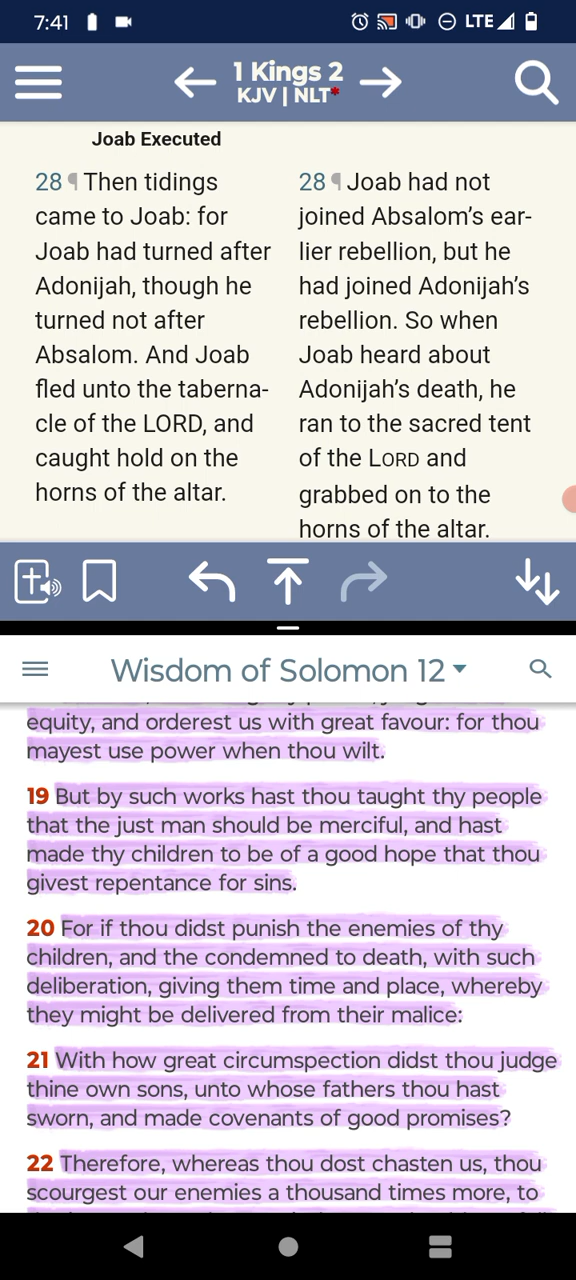 7:41 LTE
1 Kings 2
KJV | NLT*
Joab Executed
28 ¶ Then tidings
came to Joab: for
Joab had turned after
Adonijah, though he
turned not after
Absalom. And Joab
fled unto the taberna-
cle of the LORD, and
caught hold on the
horns of the altar.
28 ¶ Joab had not
joined Absalom’s ear-
lier rebellion, but he
had joined Adonijah’s
rebellion. So when
Joab heard about
Adonijah’s death, he
ran to the sacred tent
of the LORD and
grabbed on to the
horns of the altar.
Wisdom of Solomon 12
equity, and orderest us with great favour: for thou
mayest use power when thou wilt.
19 But by such works hast thou taught thy people
that the just man should be merciful, and hast
made thy children to be of a good hope that thou
givest repentance for sins.
20 For if thou didst punish the enemies of thy
children, and the condemned to death, with such
deliberation, giving them time and place, whereby
they might be delivered from their malice:
21 With how great circumspection didst thou judge
thine own sons, unto whose fathers thou hast
sworn, and made covenants of good promises?
22 Therefore, whereas thou dost chasten us, thou
scourgest our enemies a thousand times more, to